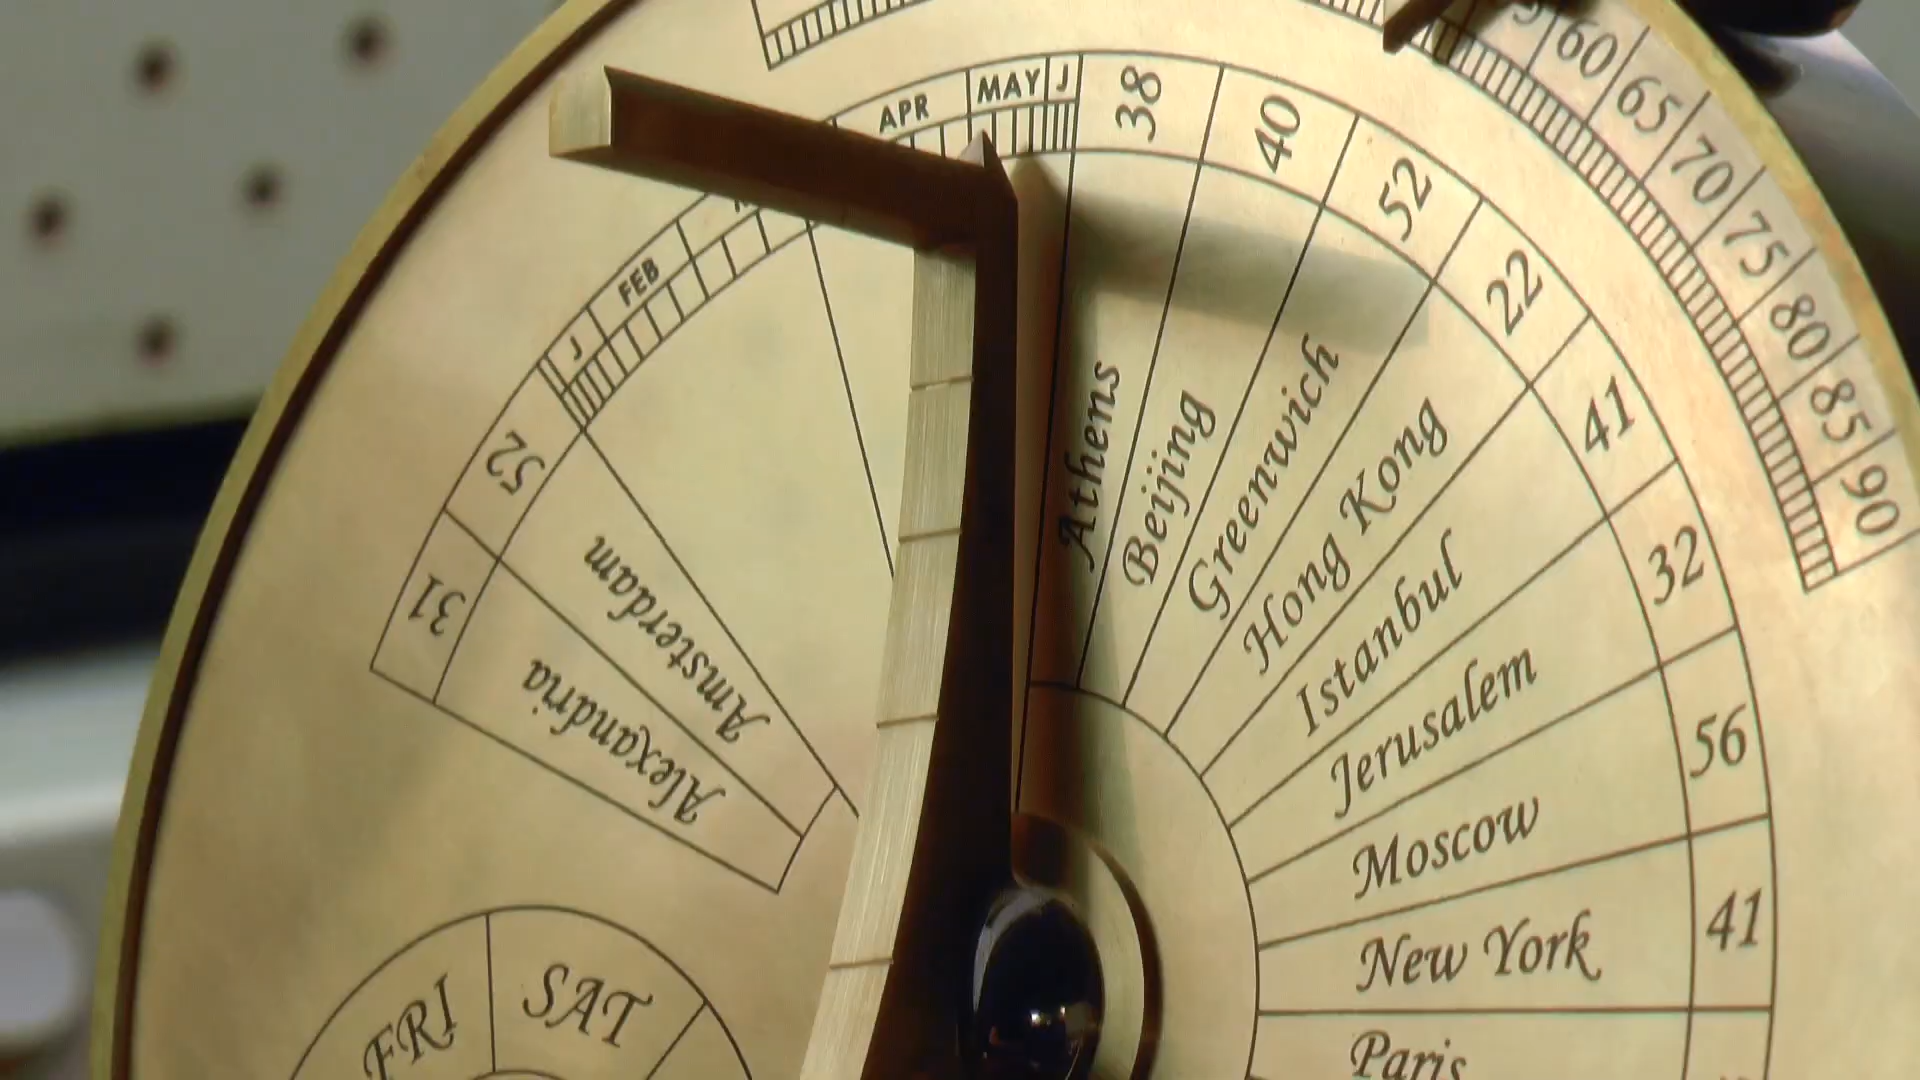 60
65
70
75
80
85
90
J
FEB
APR
MAY
J
38
40
52
22
41
32
56
41
52
31
Alexandria
Amsterdam
Athens
Beijing
Greenwich
Hong Kong
Istanbul
Jerusalem
Moscow
New York
Paris
FRI
SAT